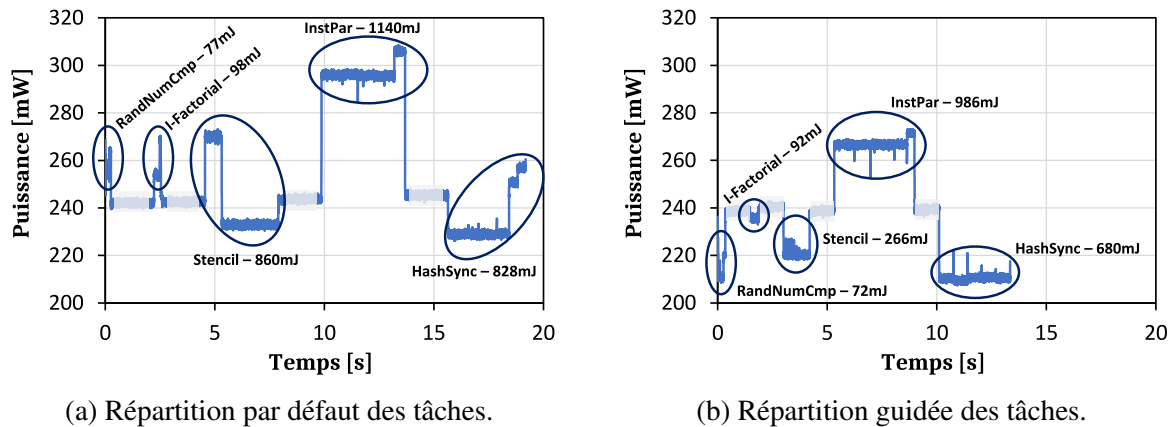 320
300
280
260
240
220
200
Puissance [mW]
RandNumCmp – 77mJ
I-Factorial – 98mJ
InstPar – 1140mJ
Stencil – 860mJ
HashSync – 828mJ
0
5
10
15
20
Temps [s]
(a) Répartition par défaut des tâches.
320
300
280
260
240
220
200
Puissance [mW]
I-Factorial – 92mJ
InstPar – 986mJ
Stencil – 266mJ
HashSync – 680mJ
RandNumCmp – 72mJ
0
5
10
15
20
Temps [s]
(b) Répartition guidée des tâches.